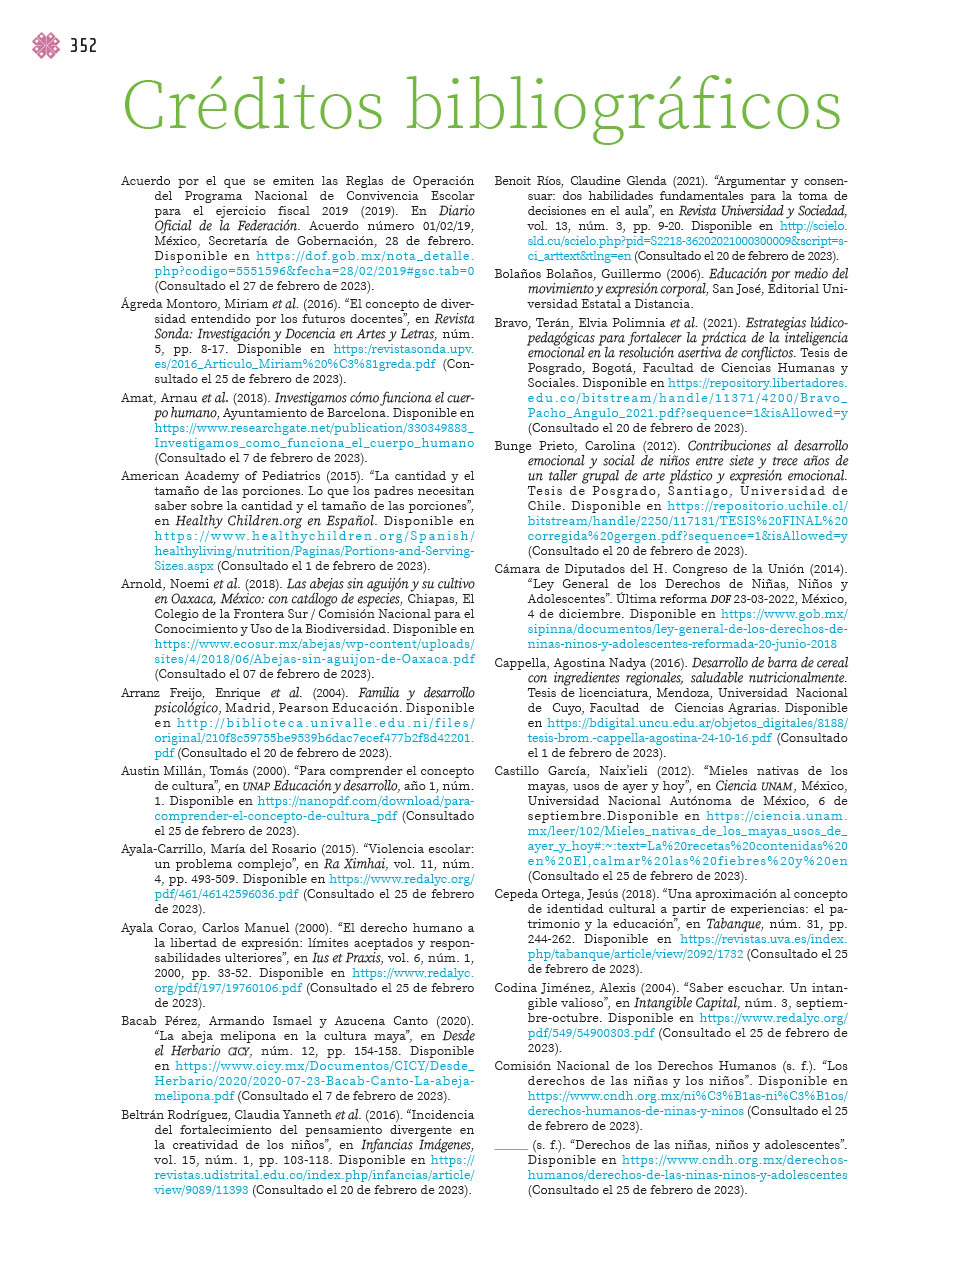 352
Créditos bibliográficos
Acuerdo por el que se emiten las Reglas de Operación
del Programa Nacional de Convivencia Escolar
para el ejercicio fiscal 2019 (2019). En Diario
Oficial de la Federación. Acuerdo número 01/02/19,
México, Secretaría de Gobernación, 28 de febrero.
Disponible en https://dof.gob.mx/nota_detalle.
php?codigo=5551596&fecha=28/02/2019#gsc.tab=0
(Consultado el 27 de febrero de 2023).
Ágreda Montoro, Miriam et al. (2016). “El concepto de diver-
sidad entendido por los futuros docentes”, en Revista
Sonda: Investigación y Docencia en Artes y Letras, núm.
5, pp. 8-17. Disponible en https:/revistasonda.upv.
es/2016_Articulo_Miriam%20%C3%81greda.pdf (Con-
sultado el 25 de febrero de 2023).
Amat, Arnau et al. (2018). Investigamos cómo funciona el cuer-
po humano, Ayuntamiento de Barcelona. Disponible en
https://www.researchgate.net/publication/330349883_
Investigamos_como_funciona_el_cuerpo_humano
(Consultado el 7 de febrero de 2023).
American Academy of Pediatrics (2015). “La cantidad y el
tamaño de las porciones. Lo que los padres necesitan
saber sobre la cantidad y el tamaño de las porciones”,
en Healthy Children.org en Español. Disponible en
https://www.healthychildren.org/Spanish/
healthyliving/nutrition/Paginas/Portions-and-Serving-
Sizes.aspx (Consultado el 1 de febrero de 2023).
Arnold, Noemi et al. (2018). Las abejas sin aguijón y su cultivo
en Oaxaca, México: con catálogo de especies, Chiapas, El
Colegio de la Frontera Sur / Comisión Nacional para el
Conocimiento y Uso de la Biodiversidad. Disponible en
https://www.ecosur.mx/abejas/wp-content/uploads/
sites/4/2018/06/Abejas-sin-aguijon-de-Oaxaca.pdf
(Consultado el 07 de febrero de 2023).
Arranz Freijo, Enrique et al. (2004). Familia y desarrollo
psicológico, Madrid, Pearson Educación. Disponible
en http://biblioteca.univalle.edu.ni/files/
original/210f8c59755be9539b6dac7ecef477b2f8d42201.
pdf (Consultado el 20 de febrero de 2023).
Austin Millán, Tomás (2000). “Para comprender el concepto
de cultura”, en UNAP Educación y desarrollo, año 1, núm.
1. Disponible en https://nanopdf.com/download/para-
comprender-el-concepto-de-cultura_pdf (Consultado
el 25 de febrero de 2023).
Ayala-Carrillo, María del Rosario (2015). “Violencia escolar:
un problema complejo”, en Ra Ximhai, vol. 11, núm.
4, pp. 493-509. Disponible en https://www.redalyc.org/
pdf/461/46142596036.pdf (Consultado el 25 de febrero
de 2023).
Ayala Corao, Carlos Manuel (2000). “El derecho humano a
la libertad de expresión: límites aceptados y respon-
sabilidades ulteriores”, en Ius et Praxis, vol. 6, núm. 1,
2000, pp. 33-52. Disponible en https://www.redalyc.
org/pdf/197/19760106.pdf (Consultado el 25 de febrero
de 2023).
Bacab Pérez, Armando Ismael y Azucena Canto (2020).
“La abeja melipona en la cultura maya”, en Desde
el Herbario CICY, núm. 12, pp. 154-158. Disponible
en https://www.cicy.mx/Documentos/CICY/Desde_
Herbario/2020/2020-07-23-Bacab-Canto-La-abeja-
melipona.pdf (Consultado el 7 de febrero de 2023).
Beltrán Rodríguez, Claudia Yanneth et al. (2016). “Incidencia
del fortalecimiento del pensamiento divergente en
la creatividad de los niños”, en Infancias Imágenes,
vol. 15, núm. 1, pp. 103-118. Disponible en https://
revistas.udistrital.edu.co/index.php/infancias/article/
view/9089/11393 (Consultado el 20 de febrero de 2023).
Benoit Ríos, Claudine Glenda (2021). “Argumentar y consen-
suar: dos habilidades fundamentales para la toma de
decisiones en el aula”, en Revista Universidad y Sociedad,
vol. 13, núm. 3, pp. 9-20. Disponible en http://scielo.
sld.cu/scielo.php?pid=S2218-36202021000300009&script=s-
ci_arttext&tlng=en (Consultado el 20 de febrero de 2023).
Bolaños Bolaños, Guillermo (2006). Educación por medio del
movimiento y expresión corporal, San José, Editorial Uni-
versidad Estatal a Distancia.
Bravo, Terán, Elvia Polimnia et al. (2021). Estrategias lúdico-
pedagógicas para fortalecer la práctica de la inteligencia
emocional en la resolución asertiva de conflictos. Tesis de
Posgrado, Bogotá, Facultad de Ciencias Humanas y
Sociales. Disponible en https://repository.libertadores.
edu.co/bitstream/handle/11371/4200/Bravo_
Pacho_Angulo_2021.pdf?sequence=1&isAllowed=y
(Consultado el 20 de febrero de 2023).
Bunge Prieto, Carolina (2012). Contribuciones al desarrollo
emocional y social de niños entre siete y trece años de
un taller grupal de arte plástico y expresión emocional.
Tesis de Posgrado, Santiago, Universidad de
Chile. Disponible en https://repositorio.uchile.cl/
bitstream/handle/2250/117131/TESIS%20FINAL%20
corregida%20gergen.pdf?sequence=1&isAllowed=y
(Consultado el 20 de febrero de 2023).
Cámara de Diputados del H. Congreso de la Unión (2014).
“Ley General de los Derechos de Niñas, Niños y
Adolescentes”. Última reforma DOF 23-03-2022, México,
4 de diciembre. Disponible en https://www.gob.mx/
sipinna/documentos/ley-general-de-los-derechos-de-
ninas-ninos-y-adolescentes-reformada-20-junio-2018
Cappella, Agostina Nadya (2016). Desarrollo de barra de cereal
con ingredientes regionales, saludable nutricionalmente.
Tesis de licenciatura, Mendoza, Universidad Nacional
de Cuyo, Facultad de Ciencias Agrarias. Disponible
en https://bdigital.uncu.edu.ar/objetos_digitales/8188/
tesis-brom.-cappella-agostina-24-10-16.pdf (Consultado
el 1 de febrero de 2023).
Castillo García, Naix’ieli (2012). “Mieles nativas de los
mayas, usos de ayer y hoy”, en Ciencia UNAM, México,
Universidad Nacional Autónoma de México, 6 de
septiembre.Disponible en https://ciencia.unam.
mx/leer/102/Mieles_nativas_de_los_mayas_usos_de_
ayer_y_hoy#:~:text=La%20recetas%20contenidas%20
en%20El,calmar%20las%20fiebres%20y%20en
(Consultado el 25 de febrero de 2023).
Cepeda Ortega, Jesús (2018). “Una aproximación al concepto
de identidad cultural a partir de experiencias: el pa-
trimonio y la educación”, en Tabanque, núm. 31, pp.
244-262. Disponible en https://revistas.uva.es/index.
php/tabanque/article/view/2092/1732 (Consultado el 25
de febrero de 2023).
Codina Jiménez, Alexis (2004). “Saber escuchar. Un intan-
gible valioso”, en Intangible Capital, núm. 3, septiem-
bre-octubre. Disponible en https://www.redalyc.org/
pdf/549/54900303.pdf (Consultado el 25 de febrero de
2023).
Comisión Nacional de los Derechos Humanos (s. f.). “Los
derechos de las niñas y los niños”. Disponible en
https://www.cndh.org.mx/ni%C3%B1as-ni%C3%B1os/
derechos-humanos-de-ninas-y-ninos (Consultado el 25
de febrero de 2023).
_____ (s. f.). “Derechos de las niñas, niños y adolescentes”.
Disponible en https://www.cndh.org.mx/derechos-
humanos/derechos-de-las-ninas-ninos-y-adolescentes
(Consultado el 25 de febrero de 2023).